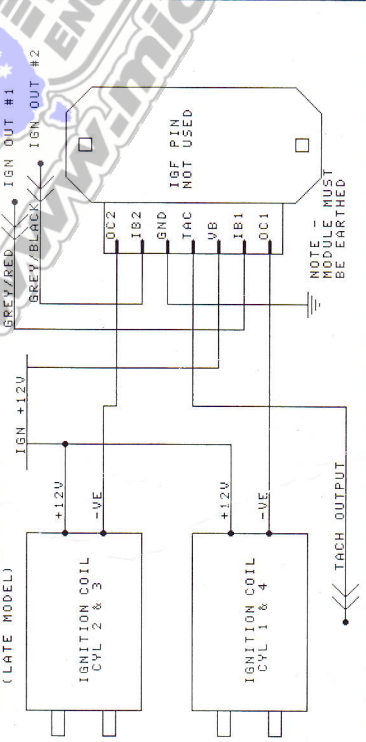 IGN OUT #1
IGN OUT #2
GREY/RED
GREY/BLACK
IGN +12V
(LATE MODEL)
+12V
-VE
IGNITION COIL
CYL 2 & 3
+12V
-VE
IGNITION COIL
CYL 1 & 4
TACH OUTPUT
OC2
IB2
GND
TAC
VB
IB1
OC1
IGF PIN
NOT USED
NOTE -
MODULE MUST
BE EARTHED
www.mic